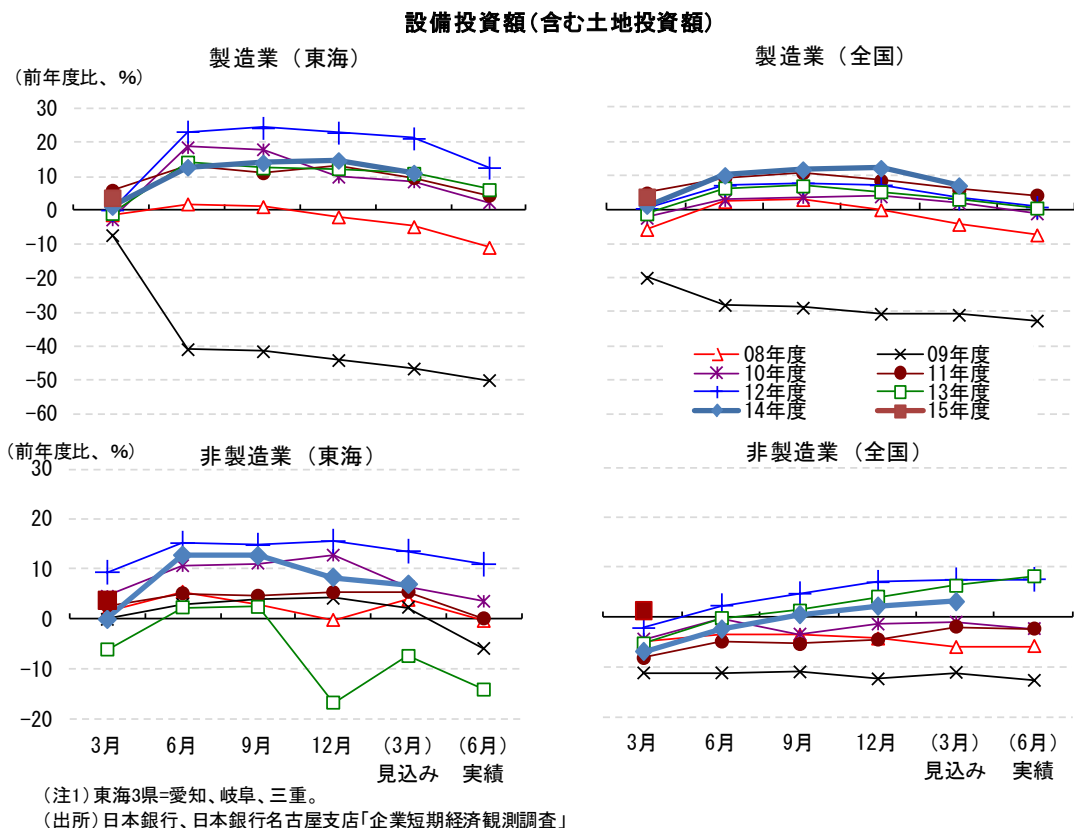 設備投資額(含む土地投資額)
製造業(東海)
製造業(全国)
(前年度比、%)
30
20
10
0
−10
−20
−30
−40
−50
−60
08年度
09年度
10年度
11年度
12年度
13年度
14年度
15年度
(前年度比、%)
非製造業(東海)
非製造業(全国)
30
20
10
0
−10
−20
3月
6月
9月
12月
(3月)
見込み
(6月)
実績
3月
6月
9月
12月
(3月)
見込み
(6月)
実績
(注1)東海3県=愛知、岐阜、三重。
(出所)日本銀行、日本銀行名古屋支店「企業短期経済観測調査」